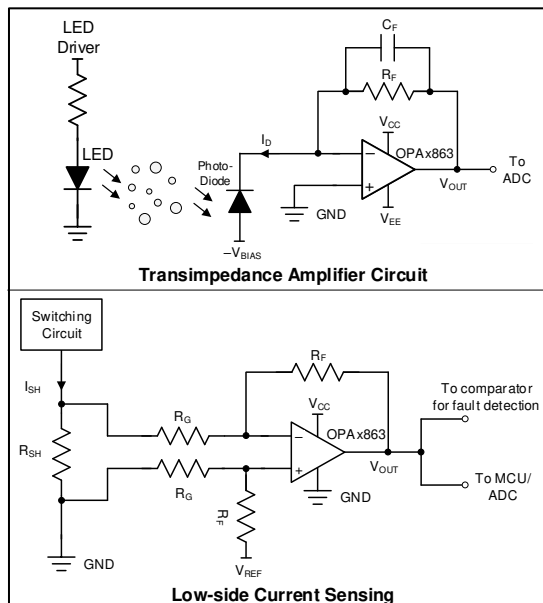 LED
Driver
LED
Photo-
Diode
I_D
–V_BIAS
C_F
R_F
V_CC
OPAx863
–
+
GND
V_EE
V_OUT
To
ADC
Transimpedance Amplifier Circuit
Switching
Circuit
I_SH
R_SH
GND
R_G
R_G
R_F
R_F
V_REF
V_CC
OPAx863
–
+
GND
V_OUT
To comparator
for fault detection
To MCU/
ADC
Low-side Current Sensing